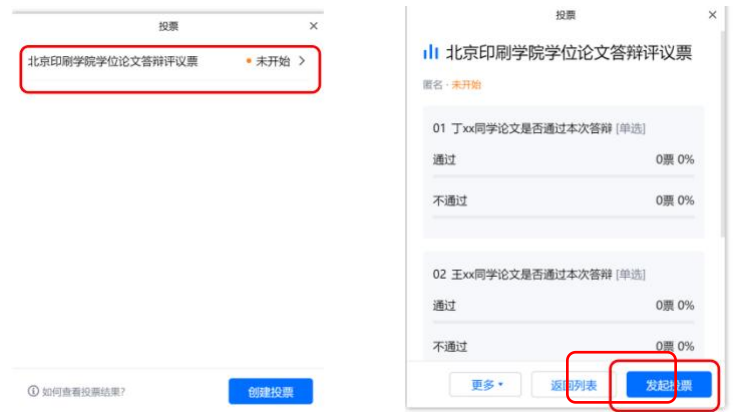 投票
北京印刷学院学位论文答辩评议票
未开始
如何查看投票结果?
创建投票
投票
北京印刷学院学位论文答辩评议票
匿名·未开始
01 丁xx同学论文是否通过本次答辩 [单选]
通过 0票 0%
不通过 0票 0%
02 王xx同学论文是否通过本次答辩 [单选]
通过 0票 0%
不通过 0票 0%
更多
返回列表
发起投票